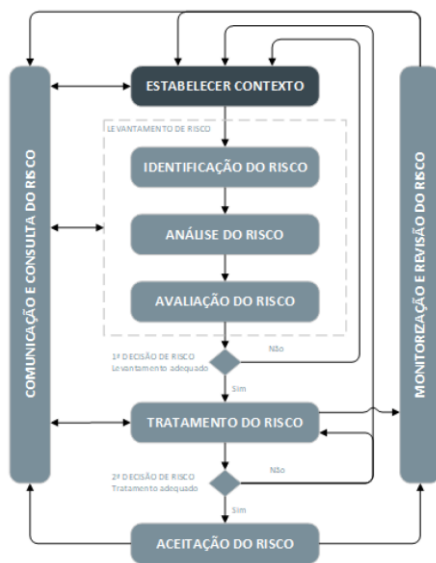 ESTABELECER CONTEXTO
LEVANTAMENTO DE RISCO
IDENTIFICAÇÃO DO RISCO
ANÁLISE DO RISCO
AVALIAÇÃO DO RISCO
1ª DECISÃO DE RISCO
Levantamento adequado
Não
Sim
TRATAMENTO DO RISCO
2ª DECISÃO DE RISCO
Tratamento adequado
Não
Sim
ACEITAÇÃO DO RISCO
COMUNICAÇÃO E CONSULTA DO RISCO
MONITORIZAÇÃO E REVISÃO DO RISCO